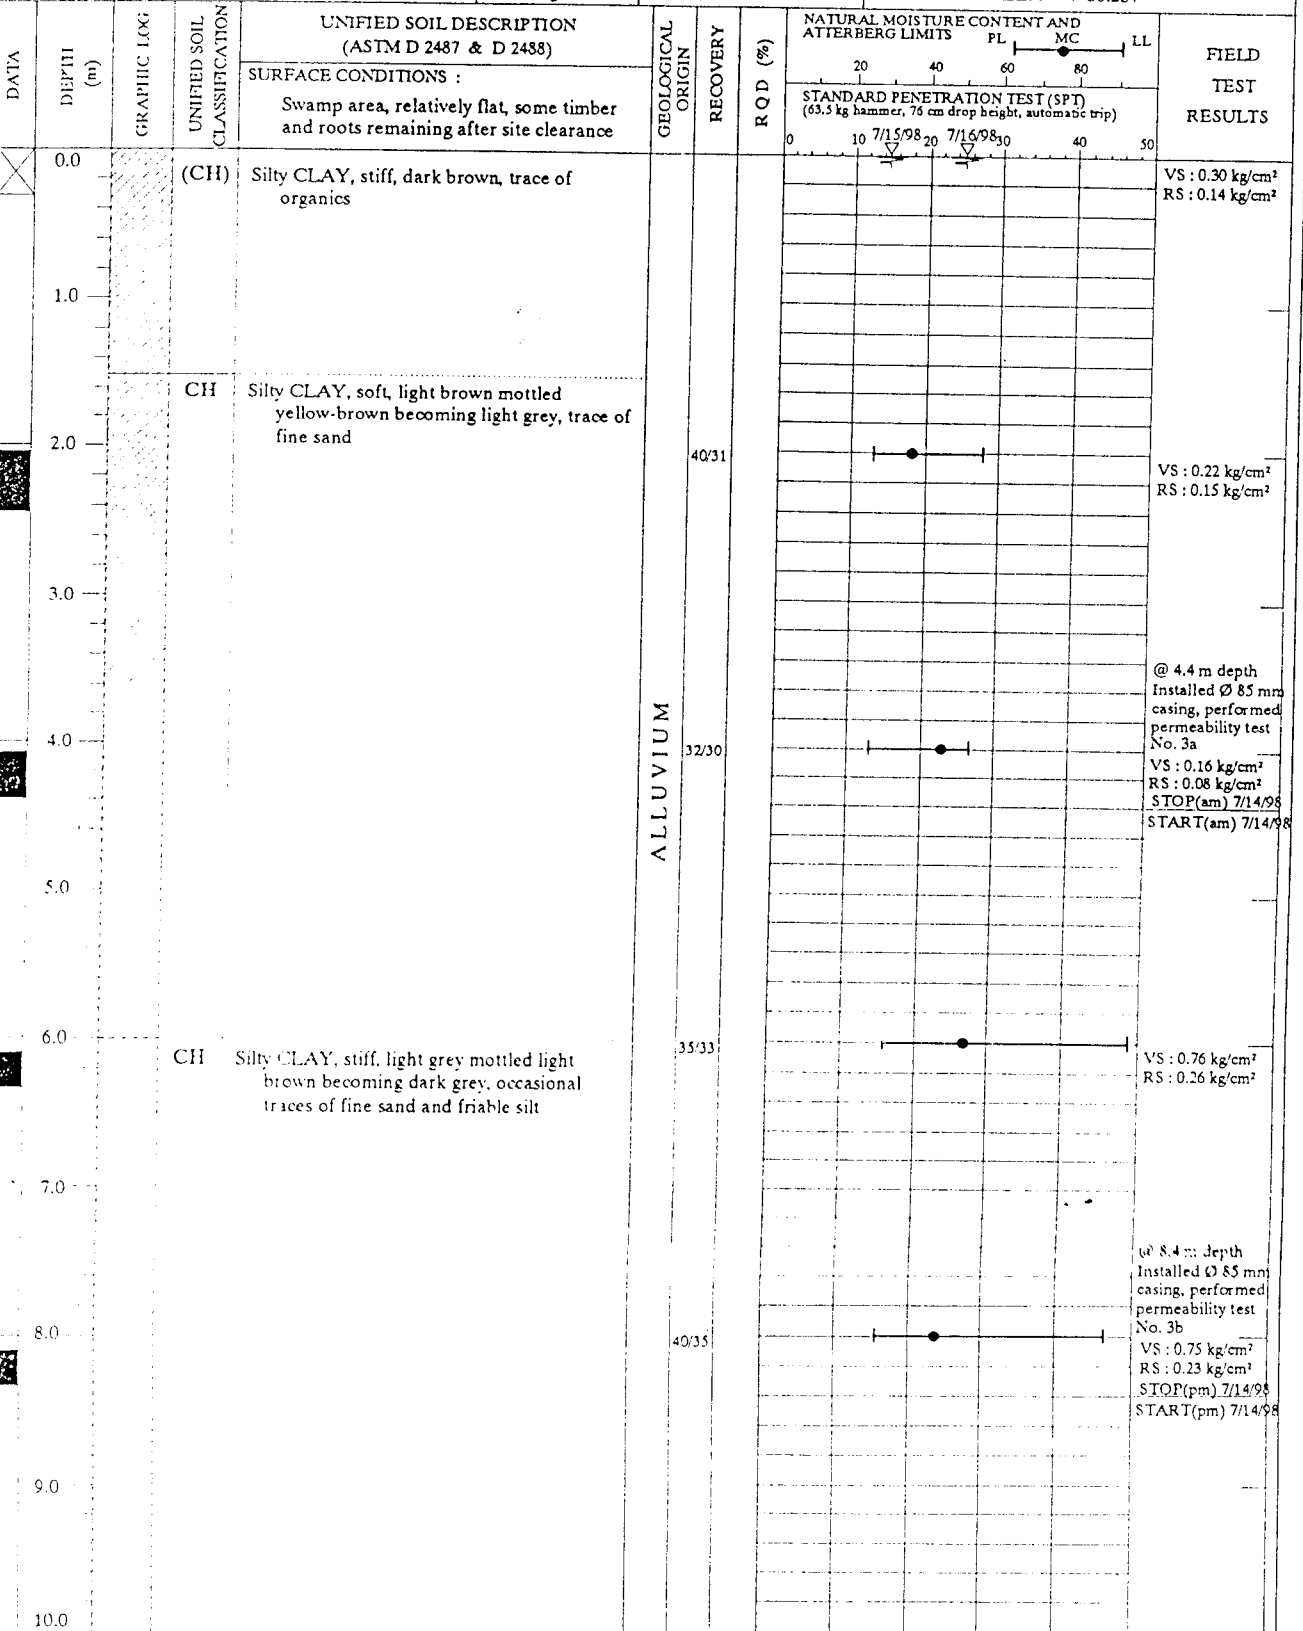 DATA
DEPTH
(m)
GRAPHIC LOG
UNIFIED SOIL
CLASSIFICATION
UNIFIED SOIL DESCRIPTION
(ASTM D 2487 & D 2488)
SURFACE CONDITIONS :
Swamp area, relatively flat, some timber
and roots remaining after site clearance
GEOLOGICAL
ORIGIN
RECOVERY
RQD (%)
NATURAL MOISTURE CONTENT AND
ATTERBERG LIMITS PL MC LL
20 40 60 80
STANDARD PENETRATION TEST (SPT)
(63,5 kg hammer, 76 cm drop height, automatic trip)
0 10 7/15/98 20 7/16/98 30 40 50
FIELD
TEST
RESULTS
0.0
(CH) Silty CLAY, stiff, dark brown, trace of
organics
VS : 0.30 kg/cm²
RS : 0.14 kg/cm²
1.0
CH Silty CLAY, soft, light brown mottled
yellow-brown becoming light grey, trace of
fine sand
2.0
40/31
VS : 0.22 kg/cm²
RS : 0.15 kg/cm²
3.0
@ 4.4 m depth
Installed Ø 85 mm
casing, performed
permeability test
No. 3a
4.0
32/30
VS : 0.16 kg/cm²
RS : 0.08 kg/cm²
STOP(am) 7/14/98
START(am) 7/14/98
ALLUVIUM
5.0
6.0
35/33
CH Silty CLAY, stiff, light grey mottled light
brown becoming dark grey, occasional
traces of fine sand and friable silt
VS : 0.76 kg/cm²
RS : 0.26 kg/cm²
7.0
@ 8.4 m depth
Installed Ø 85 mm
casing, performed
permeability test
No. 3b
8.0
40/35
VS : 0.75 kg/cm²
RS : 0.23 kg/cm²
STOP(pm) 7/14/98
START(pm) 7/14/98
9.0
10.0